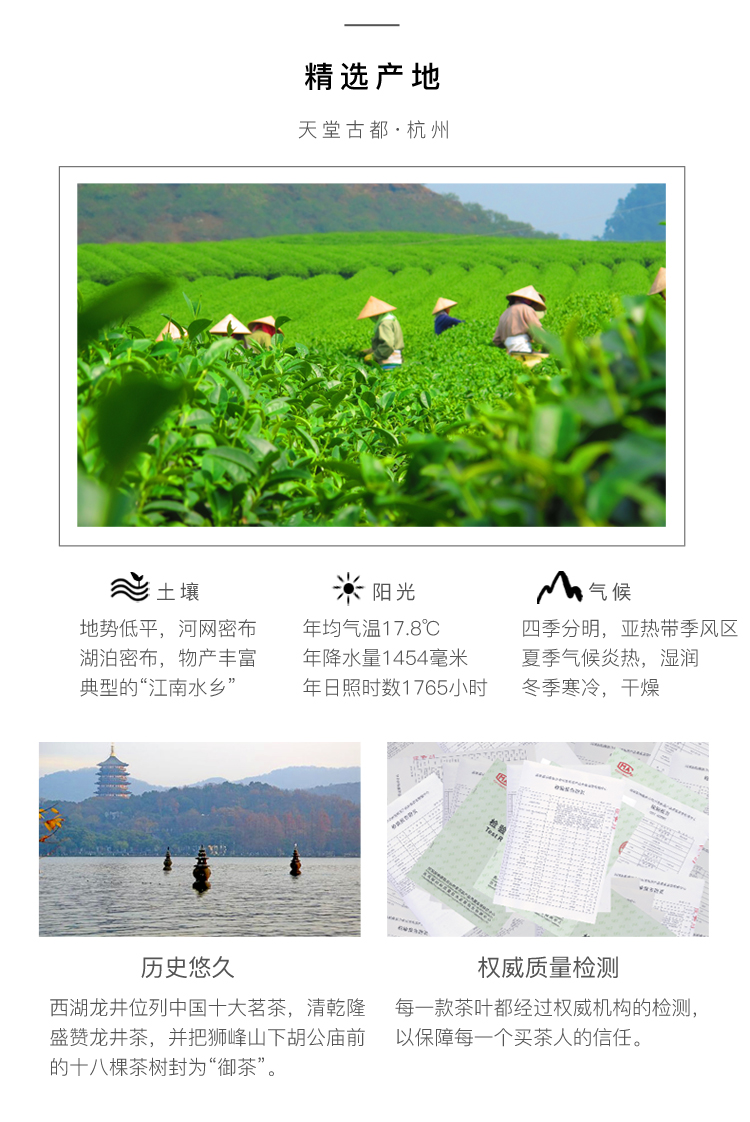 精选产地
天堂古都·杭州
土壤
地势低平，河网密布
湖泊密布，物产丰富
典型的“江南水乡”
阳光
年均气温17.8℃
年降水量1454毫米
年日照时数1765小时
气候
四季分明，亚热带季风区
夏季气候炎热，湿润
冬季寒冷，干燥
历史悠久
西湖龙井位列中国十大茗茶，清乾隆
盛赞龙井茶，并把狮峰山下胡公庙前
的十八棵茶树封为“御茶”。
权威质量检测
每一款茶叶都经过权威机构的检测，
以保障每一个买茶人的信任。